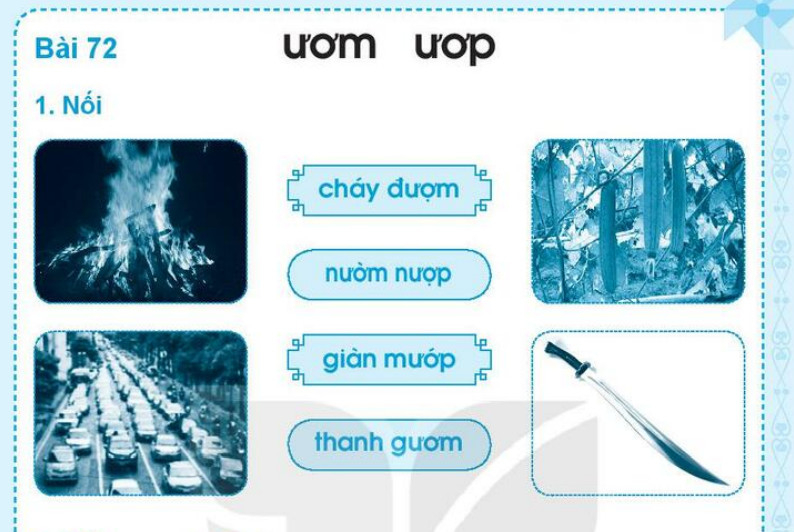 Bài 72
ươm ươp
1. Nối
cháy đượm
nườm nượp
giàn mướp
thanh gươm